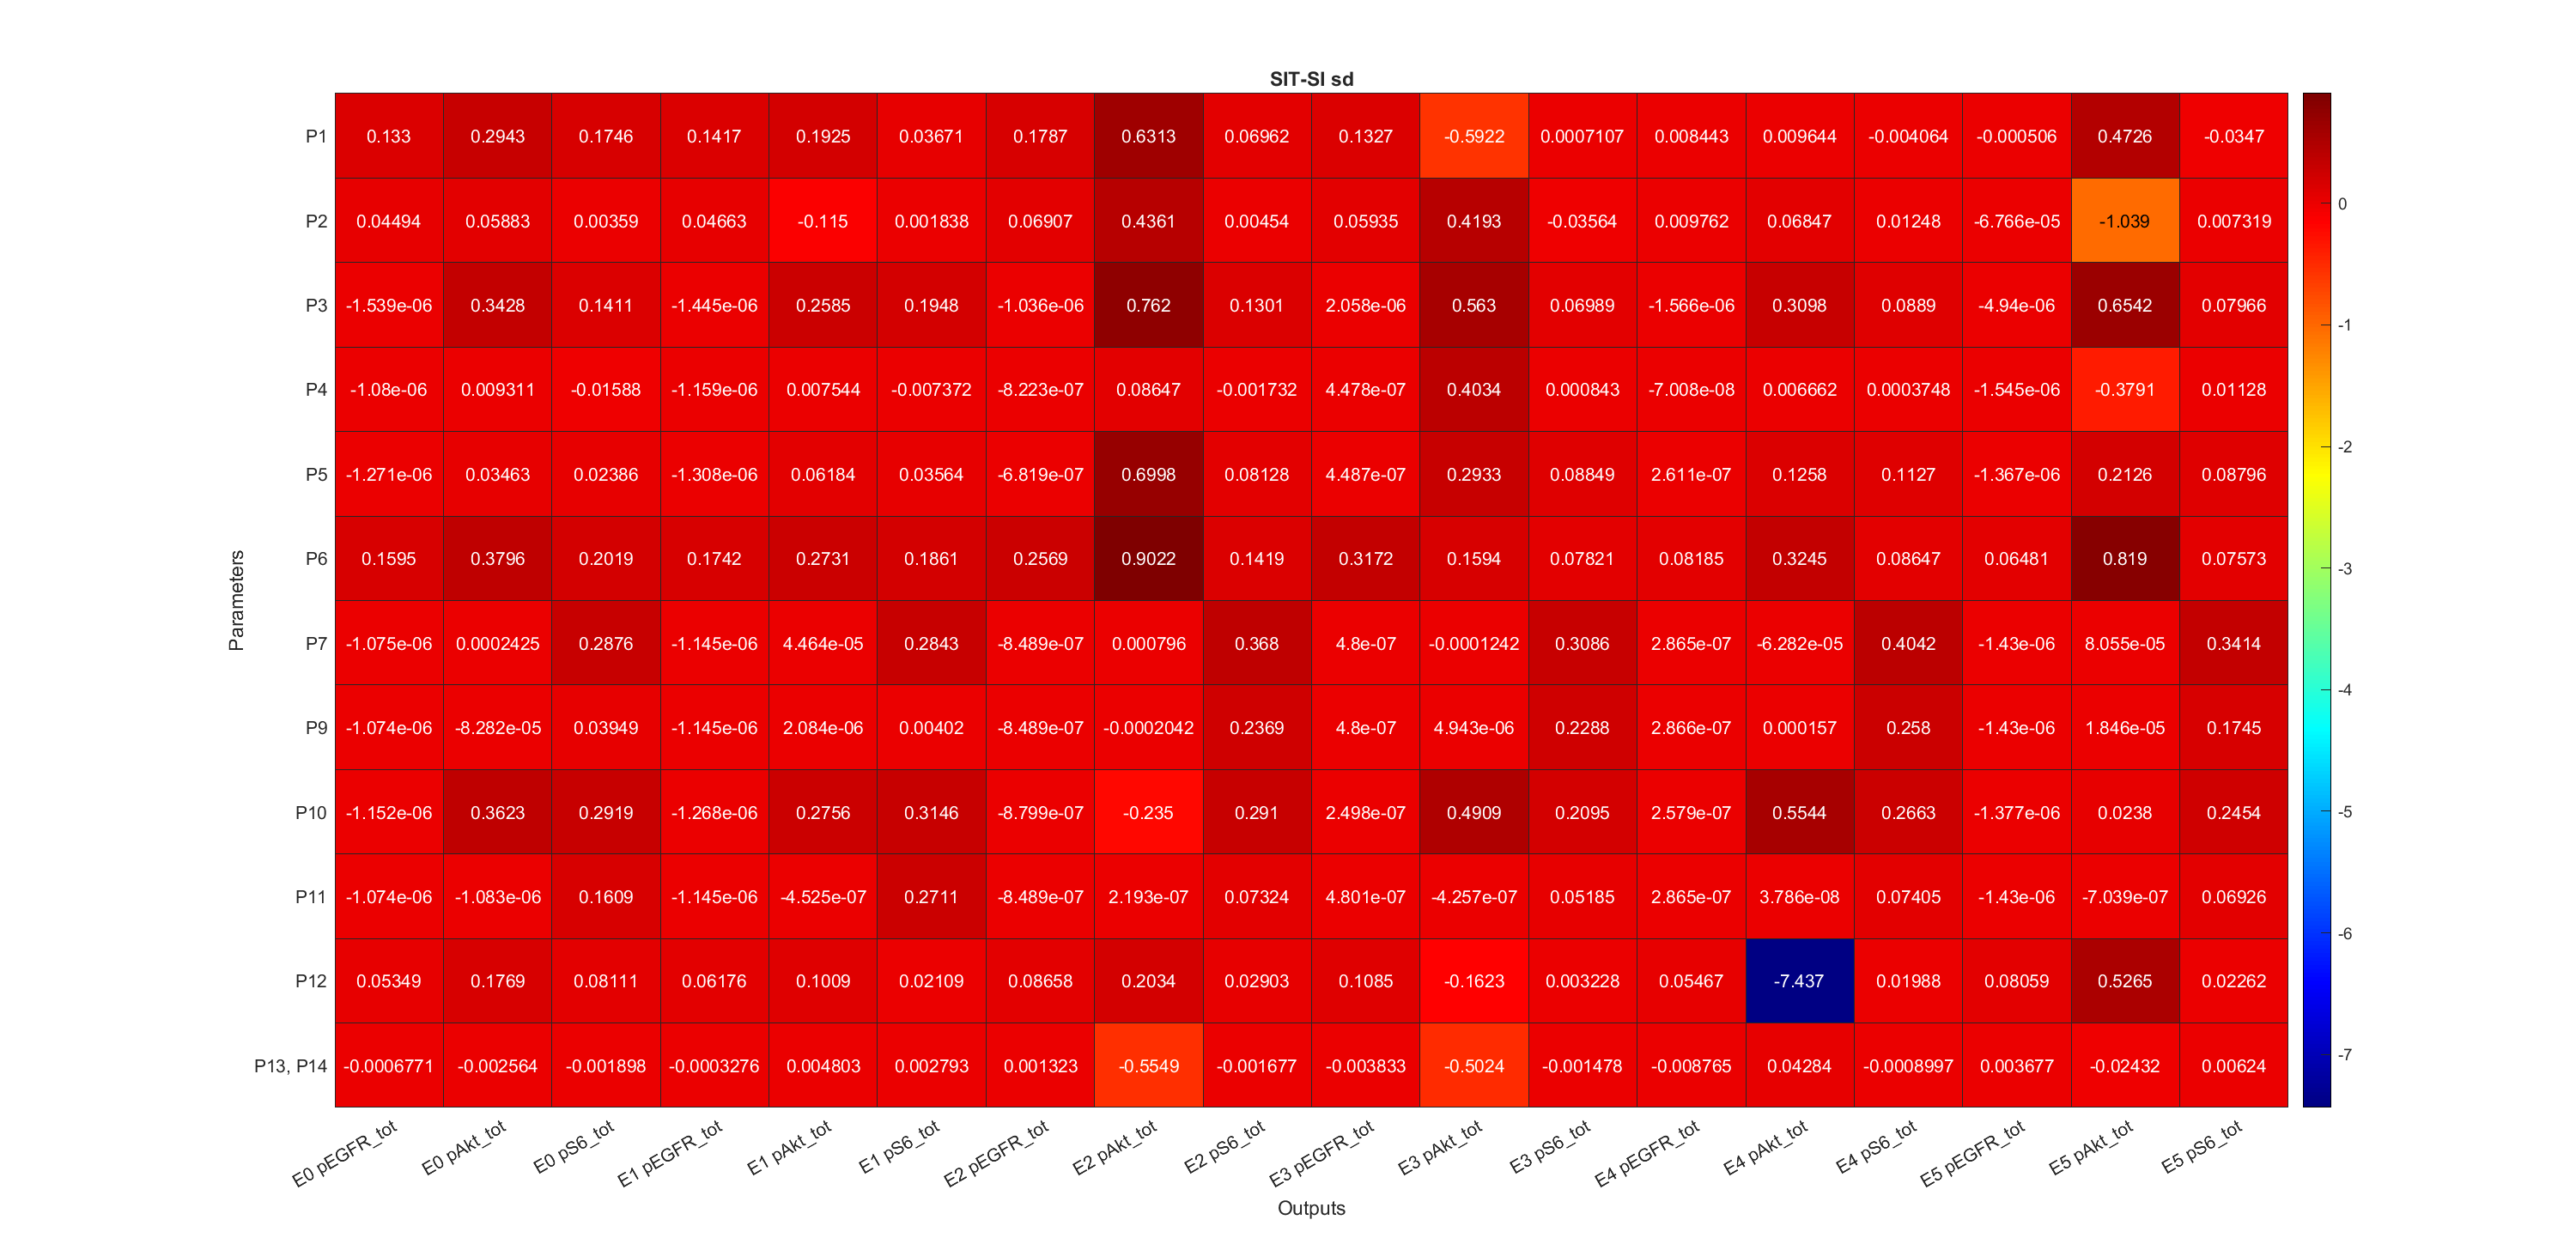 SIT-SI sd
P1 0.133 0.2943 0.1746 0.1417 0.1925 0.03671 0.1787 0.6313 0.06962 0.1327 -0.5922 0.0007107 0.008443 0.009644 -0.004064 -0.000506 0.4726 -0.0347
0
P2 0.04494 0.05883 0.00359 0.04663 -0.115 0.001838 0.06907 0.4361 0.00454 0.05935 0.4193 -0.03564 0.009762 0.06847 0.01248 -6.766e-05 -1.039 0.007319
P3 -1.539e-06 0.3428 0.1411 -1.445e-06 0.2585 0.1948 -1.036e-06 0.762 0.1301 2.058e-06 0.563 0.06989 -1.566e-06 0.3098 0.0889 -4.94e-06 0.6542 0.07966
-1
P4 -1.08e-06 0.009311 -0.01588 -1.159e-06 0.007544 -0.007372 -8.223e-07 0.08647 -0.001732 4.478e-07 0.4034 0.000843 -7.008e-08 0.006662 0.0003748 -1.545e-06 -0.3791 0.01128
-2
P5 -1.271e-06 0.03463 0.02386 -1.308e-06 0.06184 0.03564 -6.819e-07 0.6998 0.08128 4.487e-07 0.2933 0.08849 2.611e-07 0.1258 0.1127 -1.367e-06 0.2126 0.08796
P6 0.1595 0.3796 0.2019 0.1742 0.2731 0.1861 0.2569 0.9022 0.1419 0.3172 0.1594 0.07821 0.08185 0.3245 0.08647 0.06481 0.819 0.07573
-3
Parameters
P7 -1.075e-06 0.0002425 0.2876 -1.145e-06 4.464e-05 0.2843 -8.489e-07 0.000796 0.368 4.8e-07 -0.0001242 0.3086 2.865e-07 -6.282e-05 0.4042 -1.43e-06 8.055e-05 0.3414
-4
P9 -1.074e-06 -8.282e-05 0.03949 -1.145e-06 2.084e-06 0.00402 -8.489e-07 -0.0002042 0.2369 4.8e-07 4.943e-06 0.2288 2.866e-07 0.000157 0.258 -1.43e-06 1.846e-05 0.1745
P10 -1.152e-06 0.3623 0.2919 -1.268e-06 0.2756 0.3146 -8.799e-07 -0.235 0.291 2.498e-07 0.4909 0.2095 2.579e-07 0.5544 0.2663 -1.377e-06 0.0238 0.2454
-5
P11 -1.074e-06 -1.083e-06 0.1609 -1.145e-06 -4.525e-07 0.2711 -8.489e-07 2.193e-07 0.07324 4.801e-07 -4.257e-07 0.05185 2.865e-07 3.786e-08 0.07405 -1.43e-06 -7.039e-07 0.06926
-6
P12 0.05349 0.1769 0.08111 0.06176 0.1009 0.02109 0.08658 0.2034 0.02903 0.1085 -0.1623 0.003228 0.05467 -7.437 0.01988 0.08059 0.5265 0.02262
P13, P14 -0.0006771 -0.002564 -0.001898 -0.0003276 0.004803 0.002793 0.001323 -0.5549 -0.001677 -0.003833 -0.5024 -0.001478 -0.008765 0.04284 -0.0008997 0.003677 -0.02432 0.00624
-7
E0 pEGFR_tot E0 pAkt_tot E0 pS6_tot E1 pEGFR_tot E1 pAkt_tot E1 pS6_tot E2 pEGFR_tot E2 pAkt_tot E2 pS6_tot E3 pEGFR_tot E3 pAkt_tot E3 pS6_tot E4 pEGFR_tot E4 pAkt_tot E4 pS6_tot E5 pEGFR_tot E5 pAkt_tot E5 pS6_tot
Outputs